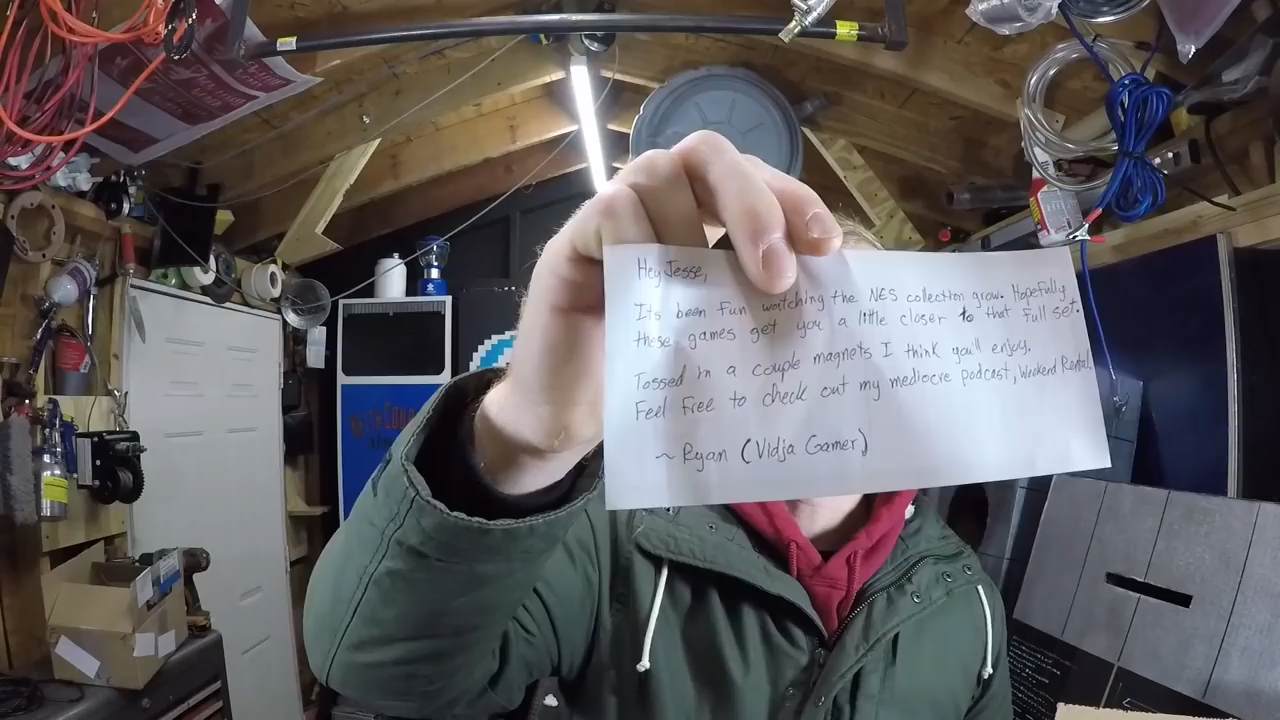 Hey Jesse,
Its been fun watching the NES collection grow. Hopefully
these games get you a little closer to that full set.
Tossed in a couple magnets I think you'll enjoy.
Feel free to check out my mediocre podcast, Weekend Rental.
~ Ryan (Vidja Gamer)